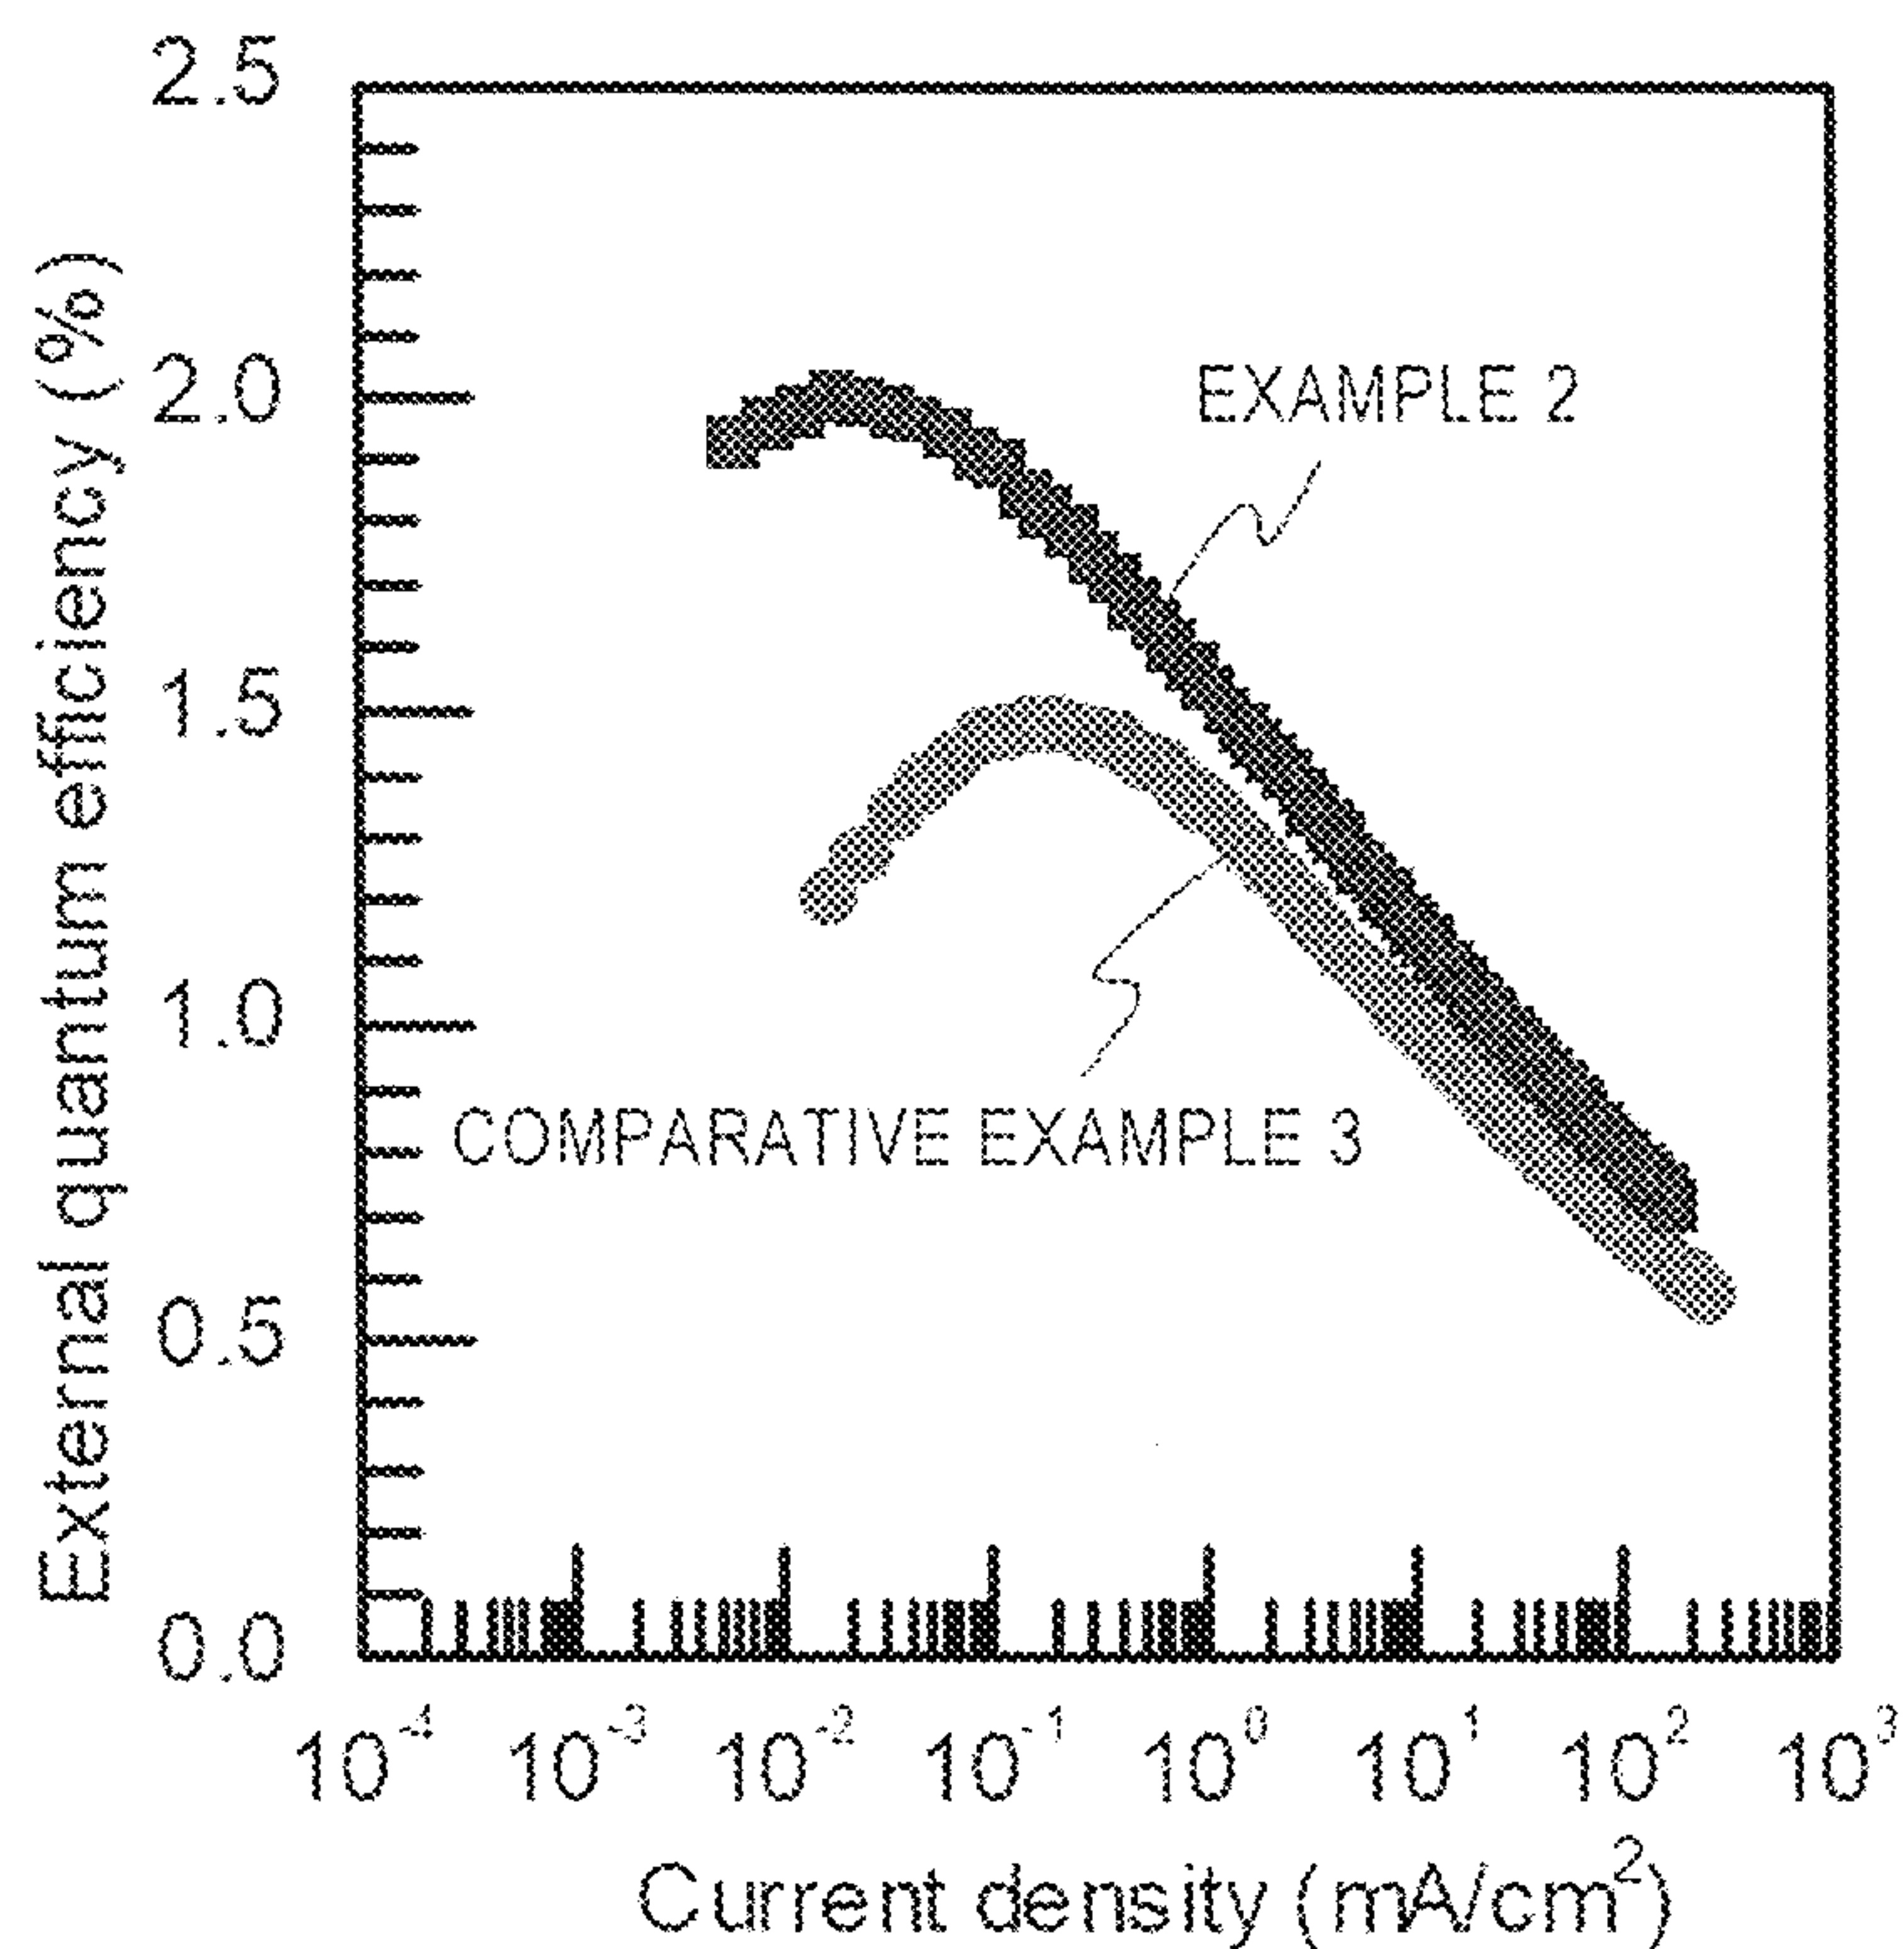 External quantum efficiency (%)
2.5
2.0
1.5
1.0
0.5
0.0
EXAMPLE 2
COMPARATIVE EXAMPLE 3
10⁻⁴ 10⁻³ 10⁻² 10⁻¹ 10⁰ 10¹ 10² 10³
Current density (mA/cm²)